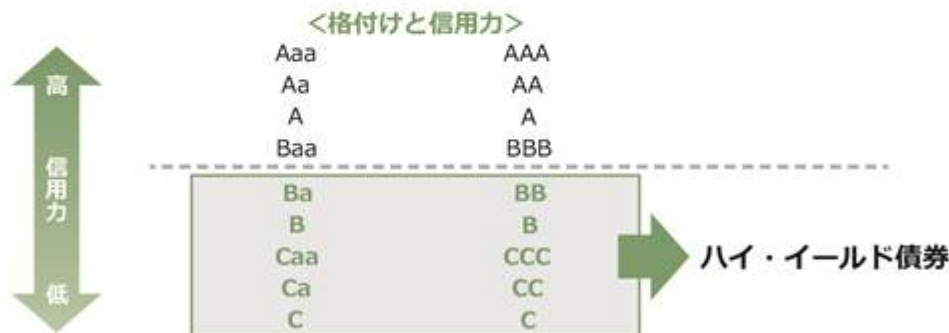 <格付けと信用力>
高
信用力
低
Aaa AAA
Aa AA
A A
Baa BBB
Ba BB
B B
Caa CCC
Ca CC
C C
ハイ・イールド債券